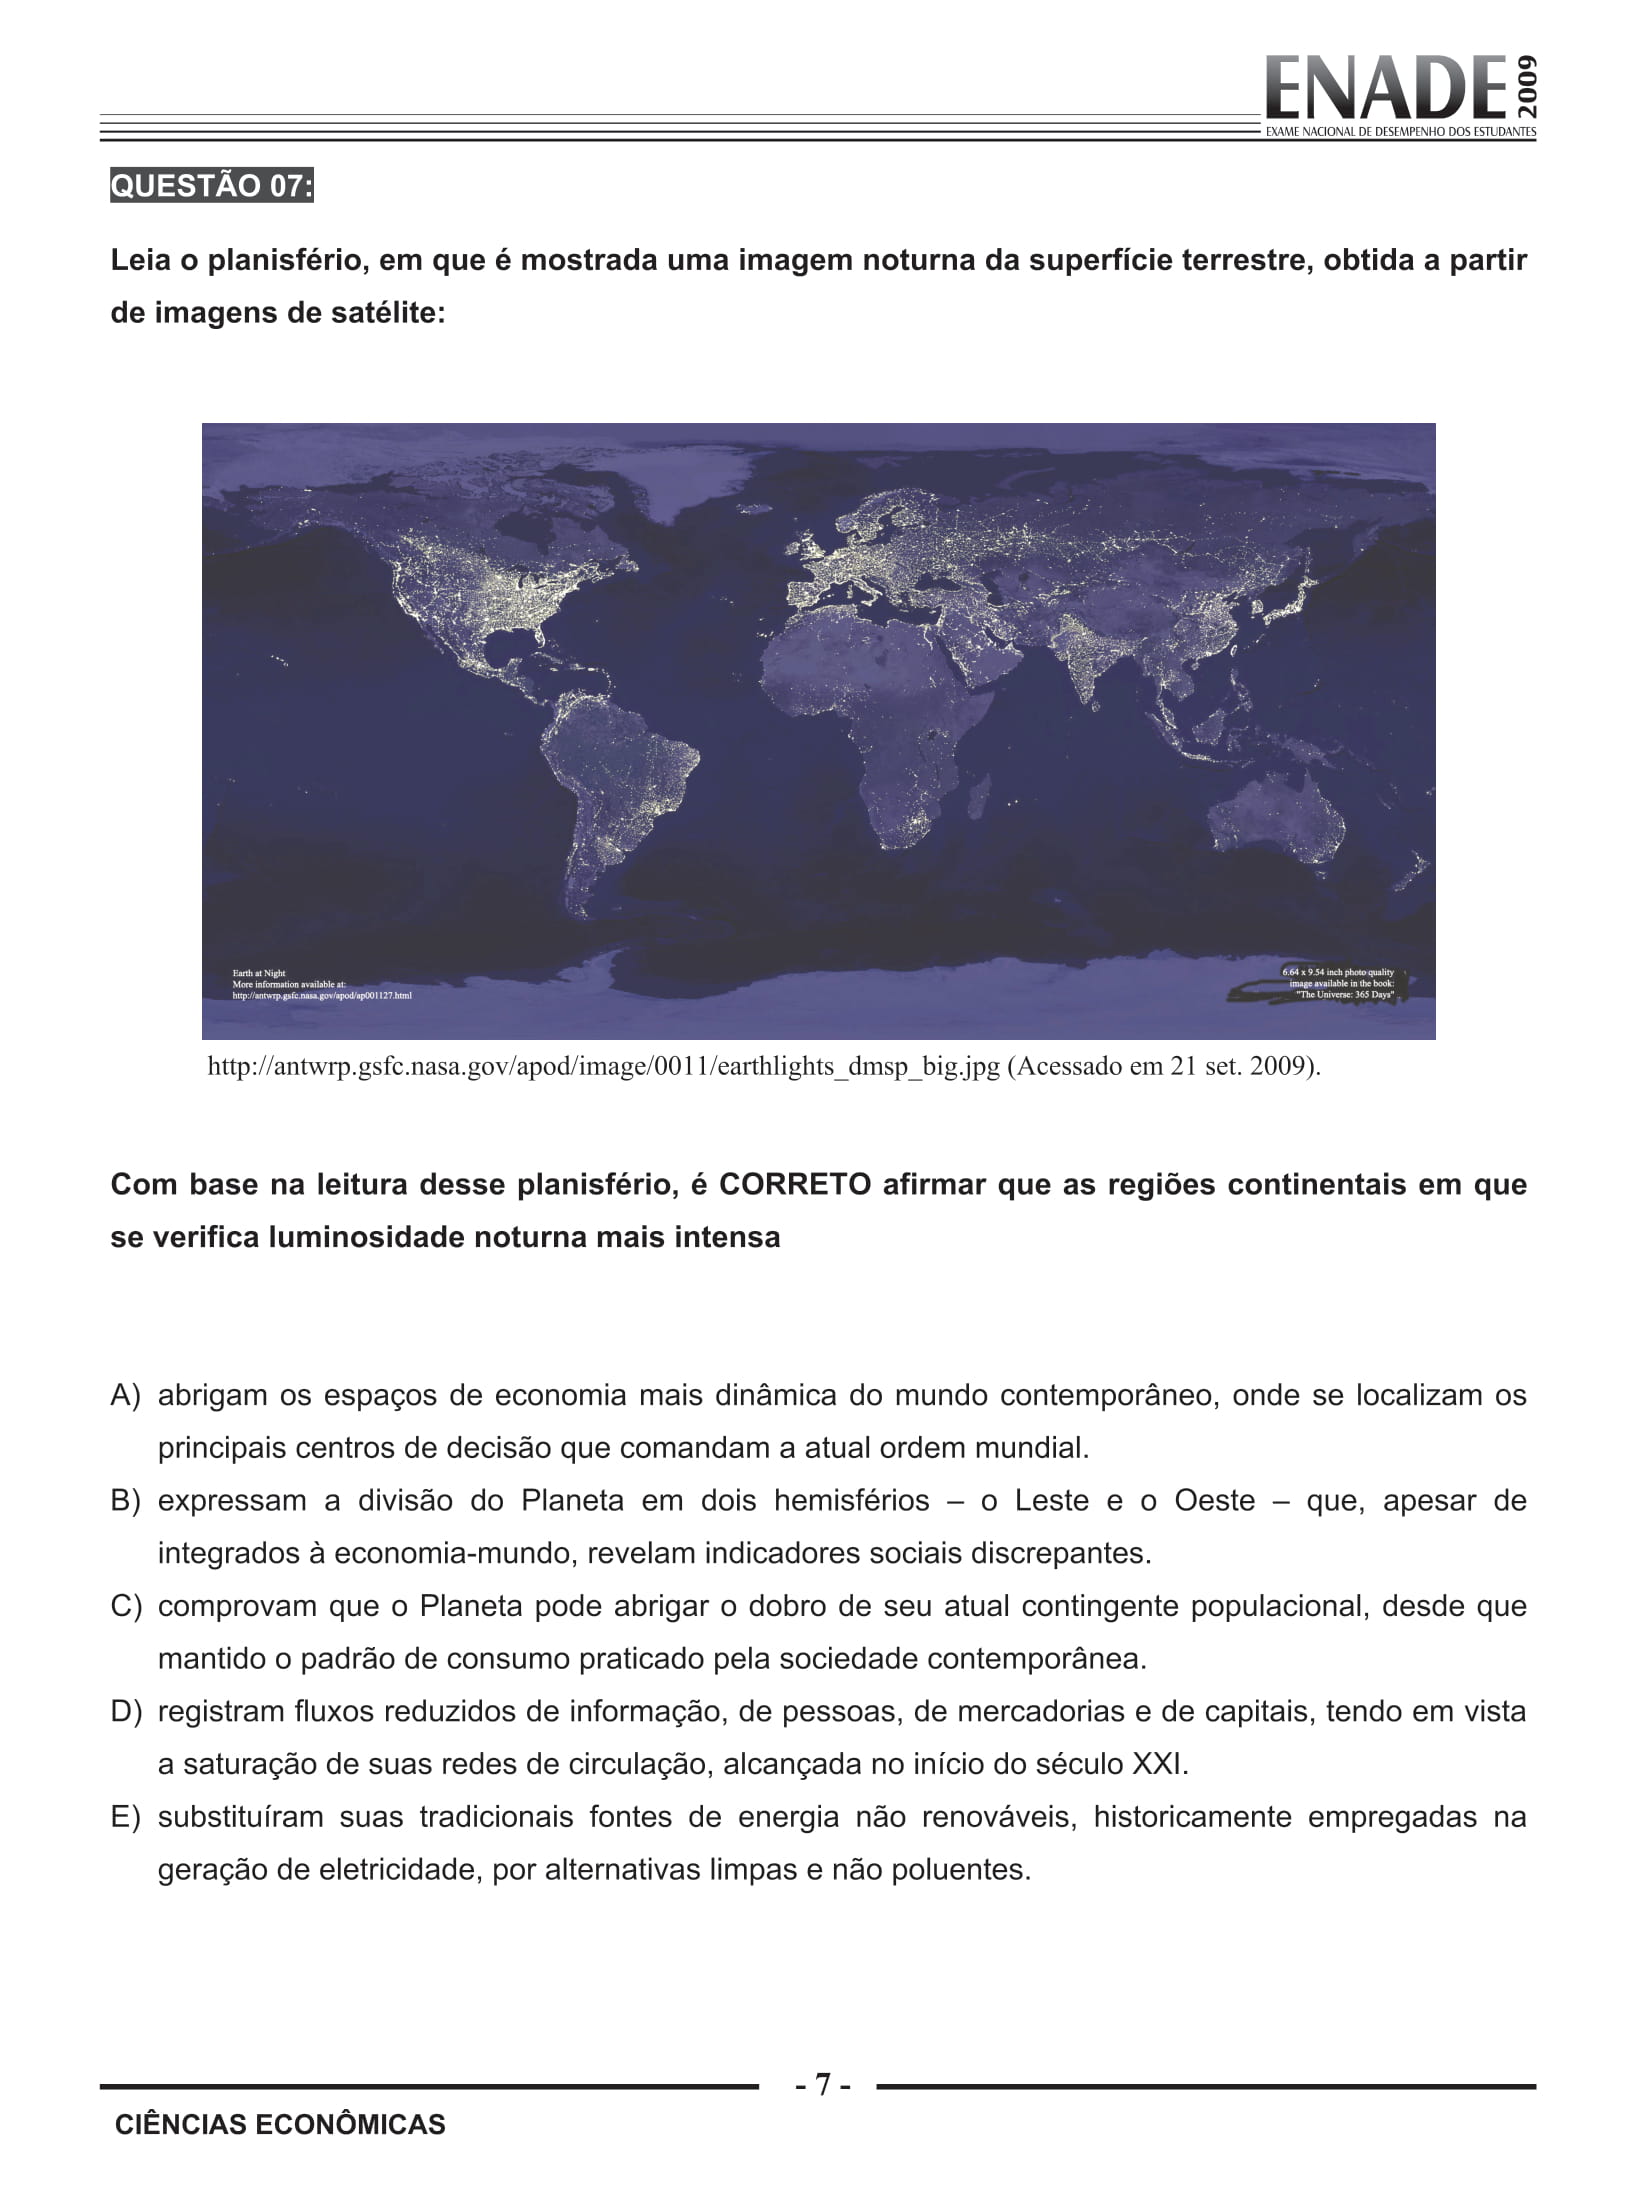 ENADE 2009
EXAME NACIONAL DE DESEMPENHO DOS ESTUDANTES
QUESTÃO 07:
Leia o planisfério, em que é mostrada uma imagem noturna da superfície terrestre, obtida a partir
de imagens de satélite:
Earth at Night
More information available at:
http://antwrp.gsfc.nasa.gov/apod/ap001127.html
6.64 x 9.54 inch photo quality
image available in the book:
"The Universe: 365 Days"
http://antwrp.gsfc.nasa.gov/apod/image/0011/earthlights_dmsp_big.jpg (Acessado em 21 set. 2009).
Com base na leitura desse planisfério, é CORRETO afirmar que as regiões continentais em que
se verifica luminosidade noturna mais intensa
A) abrigam os espaços de economia mais dinâmica do mundo contemporâneo, onde se localizam os
principais centros de decisão que comandam a atual ordem mundial.
B) expressam a divisão do Planeta em dois hemisférios – o Leste e o Oeste – que, apesar de
integrados à economia-mundo, revelam indicadores sociais discrepantes.
C) comprovam que o Planeta pode abrigar o dobro de seu atual contingente populacional, desde que
mantido o padrão de consumo praticado pela sociedade contemporânea.
D) registram fluxos reduzidos de informação, de pessoas, de mercadorias e de capitais, tendo em vista
a saturação de suas redes de circulação, alcançada no início do século XXI.
E) substituíram suas tradicionais fontes de energia não renováveis, historicamente empregadas na
geração de eletricidade, por alternativas limpas e não poluentes.
- 7 -
CIÊNCIAS ECONÔMICAS